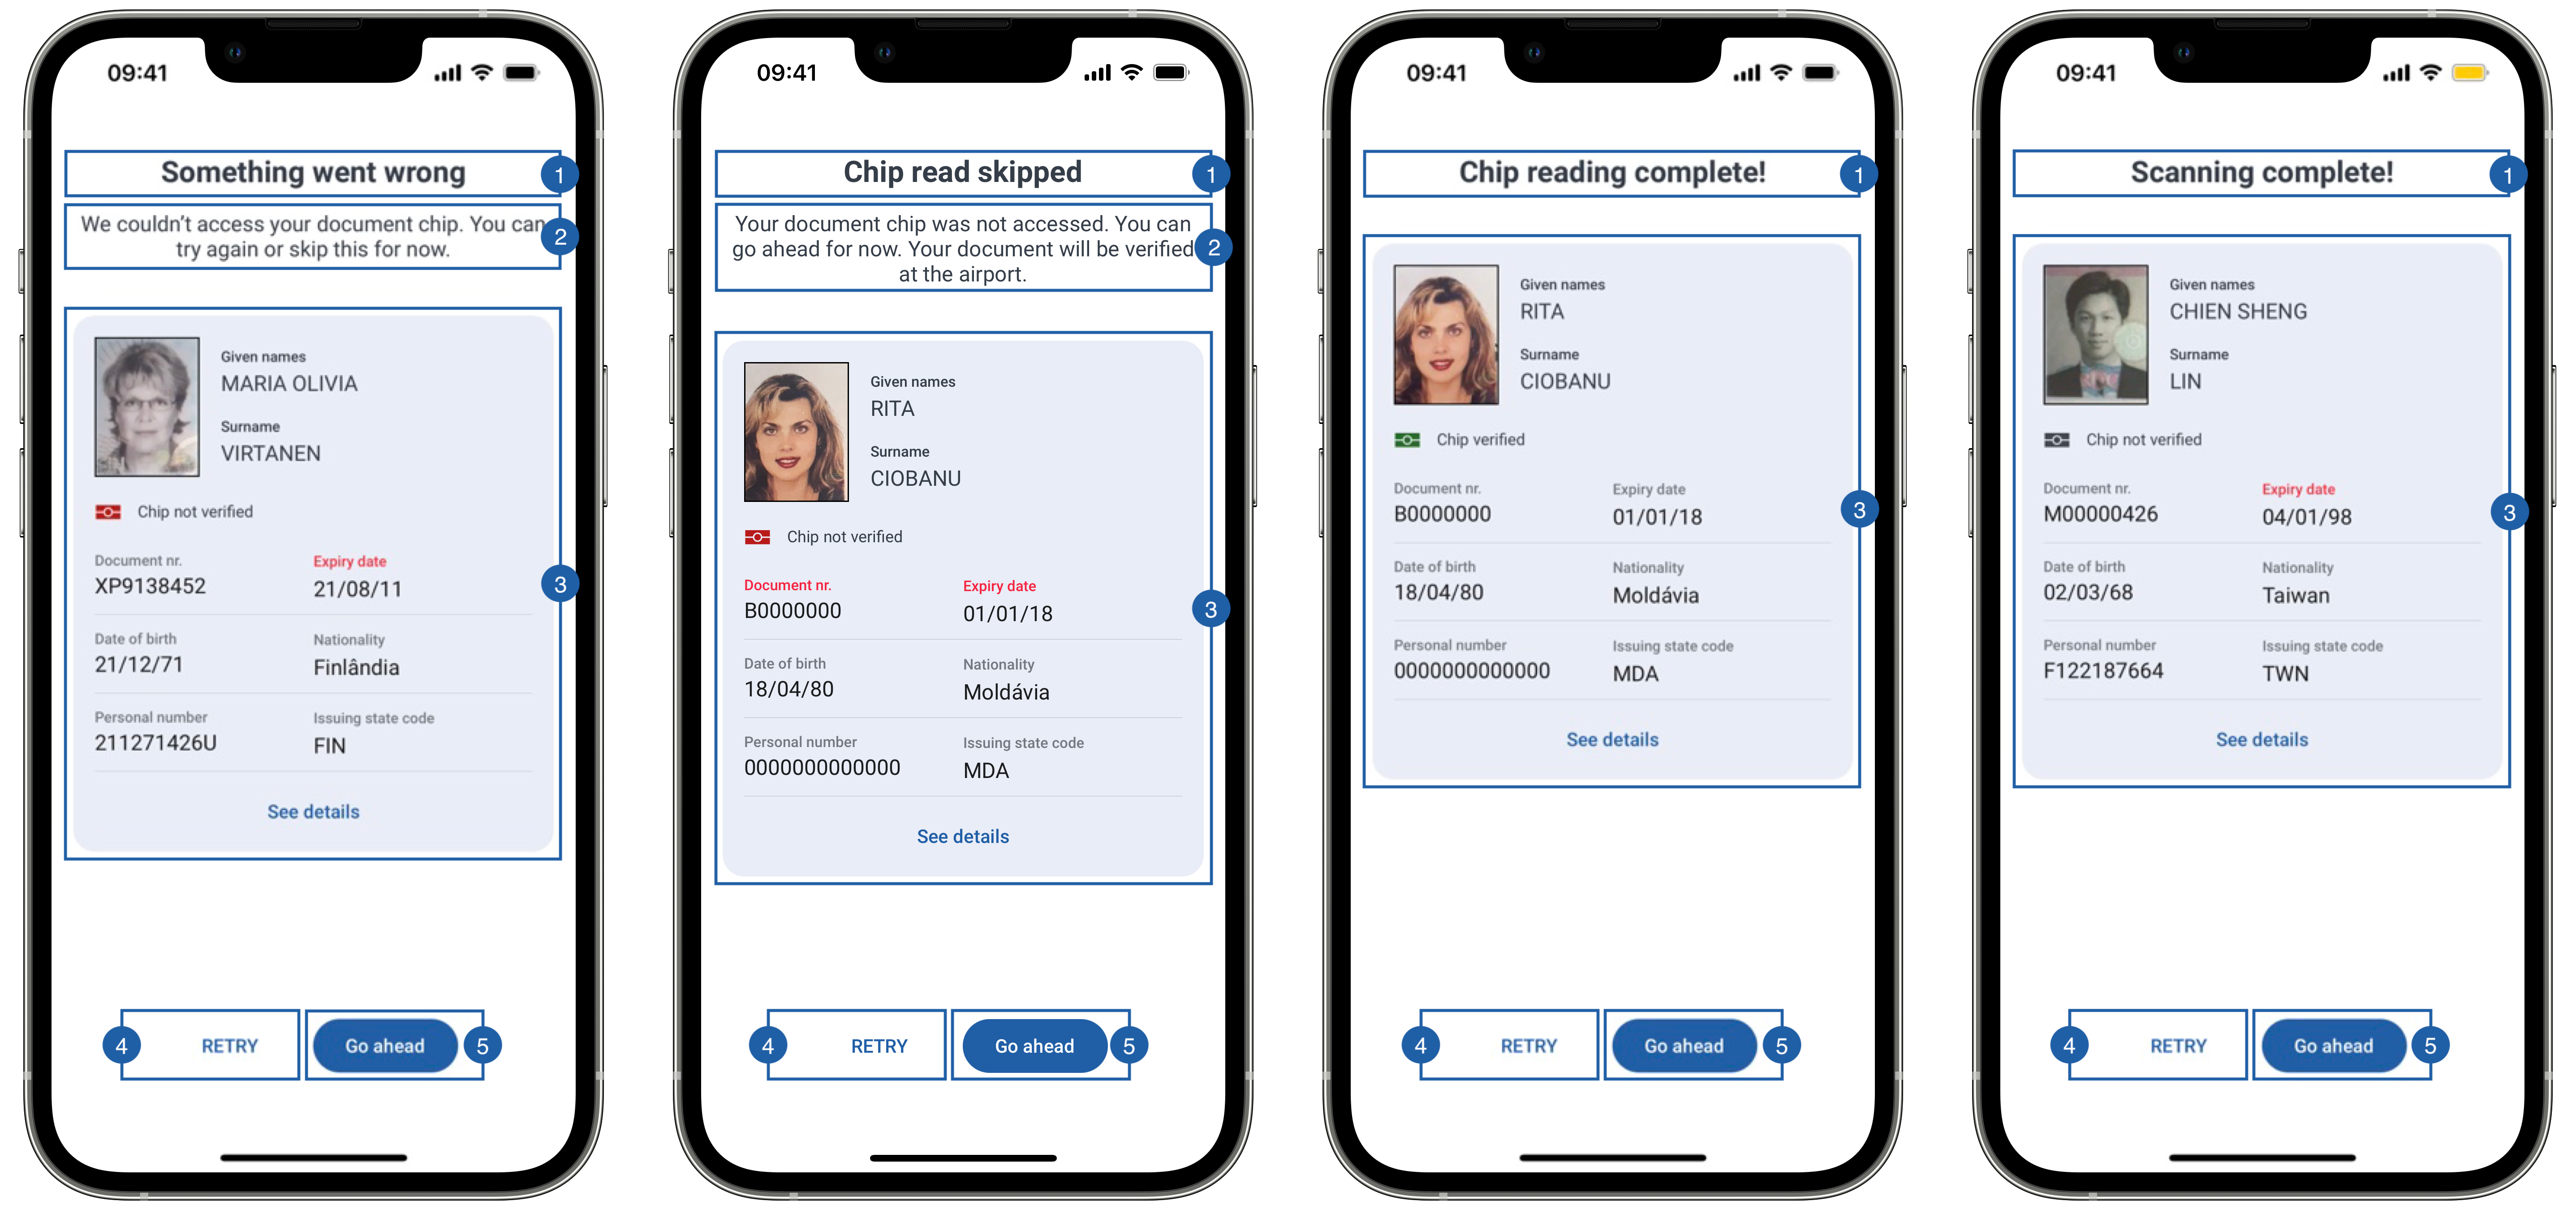 09:41
Something went wrong
1
We couldn't access your document chip. You can
try again or skip this for now.
2
Given names
MARIA OLIVIA
Surname
VIRTANEN
Chip not verified
Document nr.
XP9138452
Expiry date
21/08/11
3
Date of birth
21/12/71
Nationality
Finlândia
Personal number
211271426U
Issuing state code
FIN
See details
4
RETRY
Go ahead
5
09:41
Chip read skipped
1
Your document chip was not accessed. You can
go ahead for now. Your document will be verified
at the airport.
2
Given names
RITA
Surname
CIOBANU
Chip not verified
Document nr.
B0000000
Expiry date
01/01/18
3
Date of birth
18/04/80
Nationality
Moldávia
Personal number
0000000000000
Issuing state code
MDA
See details
4
RETRY
Go ahead
5
09:41
Chip reading complete!
1
Given names
RITA
Surname
CIOBANU
Chip verified
Document nr.
B0000000
Expiry date
01/01/18
3
Date of birth
18/04/80
Nationality
Moldávia
Personal number
0000000000000
Issuing state code
MDA
See details
4
RETRY
Go ahead
5
09:41
Scanning complete!
1
Given names
CHIEN SHENG
Surname
LIN
Chip not verified
Document nr.
M00000426
Expiry date
04/01/98
3
Date of birth
02/03/68
Nationality
Taiwan
Personal number
F122187664
Issuing state code
TWN
See details
4
RETRY
Go ahead
5